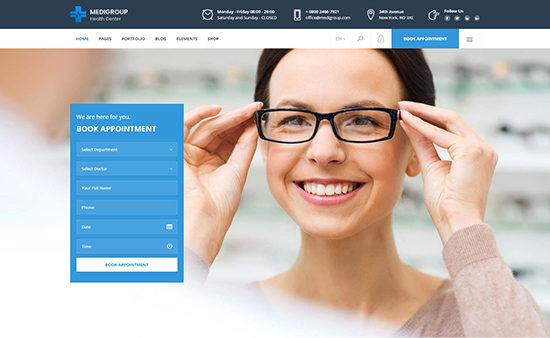 MEDIGROUP
Health Center
Monday - Friday 08:00 - 20:00
Saturday and Sunday - CLOSED
+ 0800 2466 7921
office@medigroup.com
34th Avenue
New York, NO 3XE
Follow Us
HOME
PAGES
PORTFOLIO
BLOG
ELEMENTS
SHOP
EN
BOOK APPOINTMENT
We are here for you.
BOOK APPOINTMENT
Select Department
Select Doctor
Your Full Name
Phone
Date
Time
BOOK APPOINTMENT